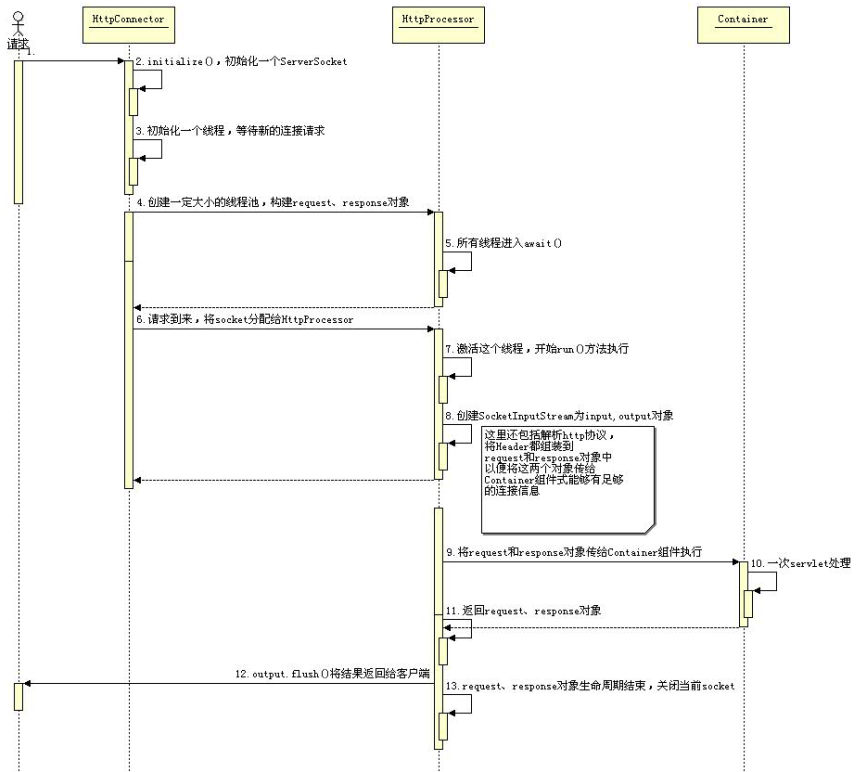 HttpConnector
HttpProcessor
Container
请求
1.
2.initialize()，初始化一个ServerSocket
3.初始化一个线程，等待新的连接请求
4.创建一定大小的线程池，构建request、response对象
5.所有线程进入await()
6.请求到来，将socket分配给HttpProcessor
7.激活这个线程，开始run()方法执行
8.创建SocketInputStream为input,output对象
这里还包括解析http协议，
将Header都组装到
request和response对象中
以便将这两个对象传给
Container组件式能够有足够
的连接信息
9.将request和response对象传给Container组件执行
10.一次servlet处理
11.返回request、response对象
12.output.flush()将结果返回给客户端
13.request、response对象生命周期结束，关闭当前socket